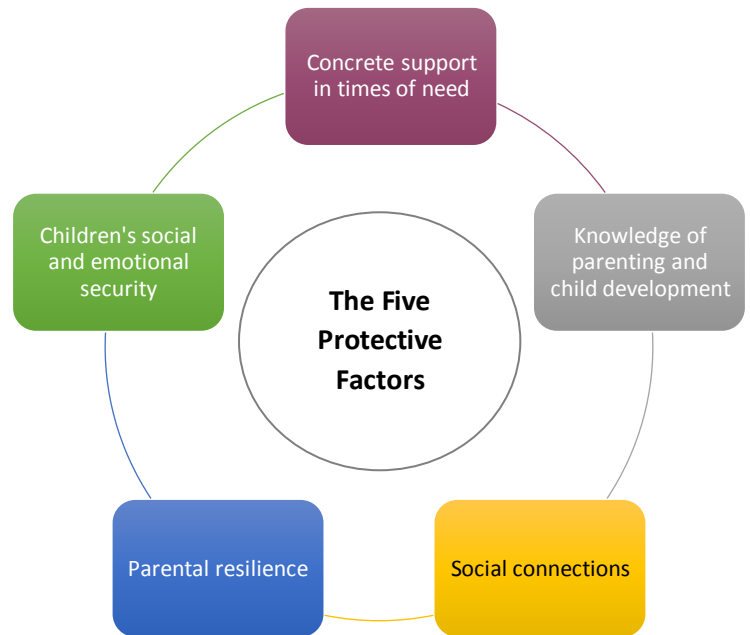 Concrete support
in times of need
Children's social
and emotional
security
Knowledge of
parenting and
child development
The Five
Protective
Factors
Parental resilience
Social connections